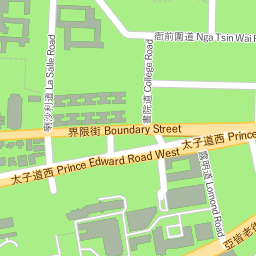 衙前圍道 Nga Tsin Wai R
喇沙利道 La Salle Road
書院道 College Road
界限街 Boundary Street
太子道西 Prince
太子道西 Prince Edward Road West
露明道 Lomond Road
亞皆老街